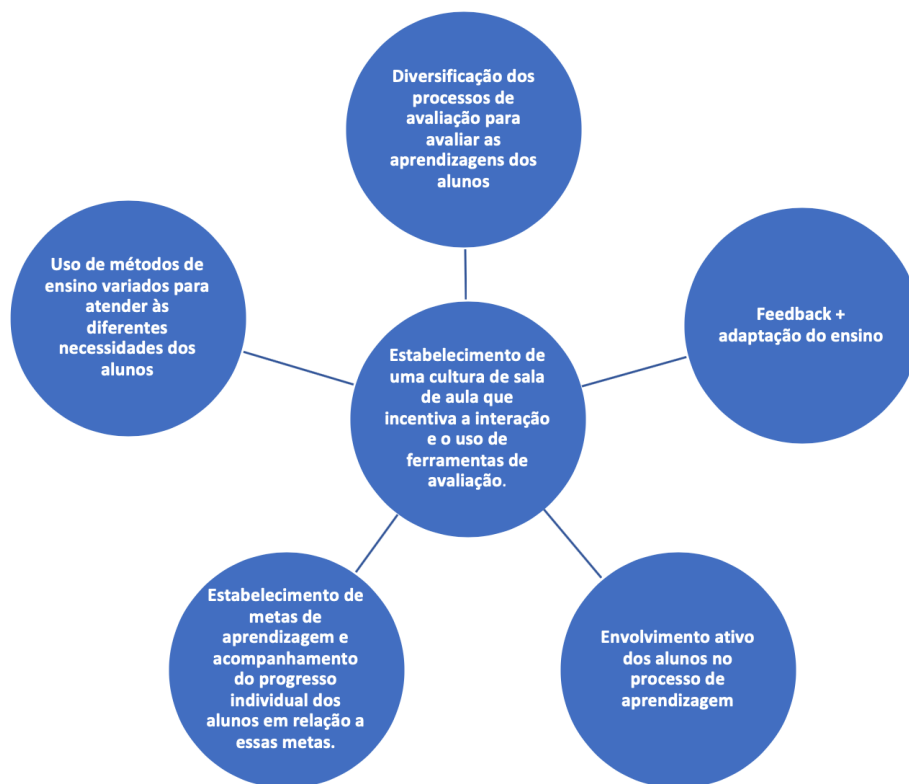 Diversificação dos
processos de
avaliação para
avaliar as
aprendizagens dos
alunos
Uso de métodos de
ensino variados para
atender às
diferentes
necessidades dos
alunos
Feedback +
adaptação do ensino
Estabelecimento de
uma cultura de sala
de aula que
incentiva a interação
e o uso de
ferramentas de
avaliação.
Estabelecimento de
metas de
aprendizagem e
acompanhamento
do progresso
individual dos
alunos em relação a
essas metas.
Envolvimento ativo
dos alunos no
processo de
aprendizagem